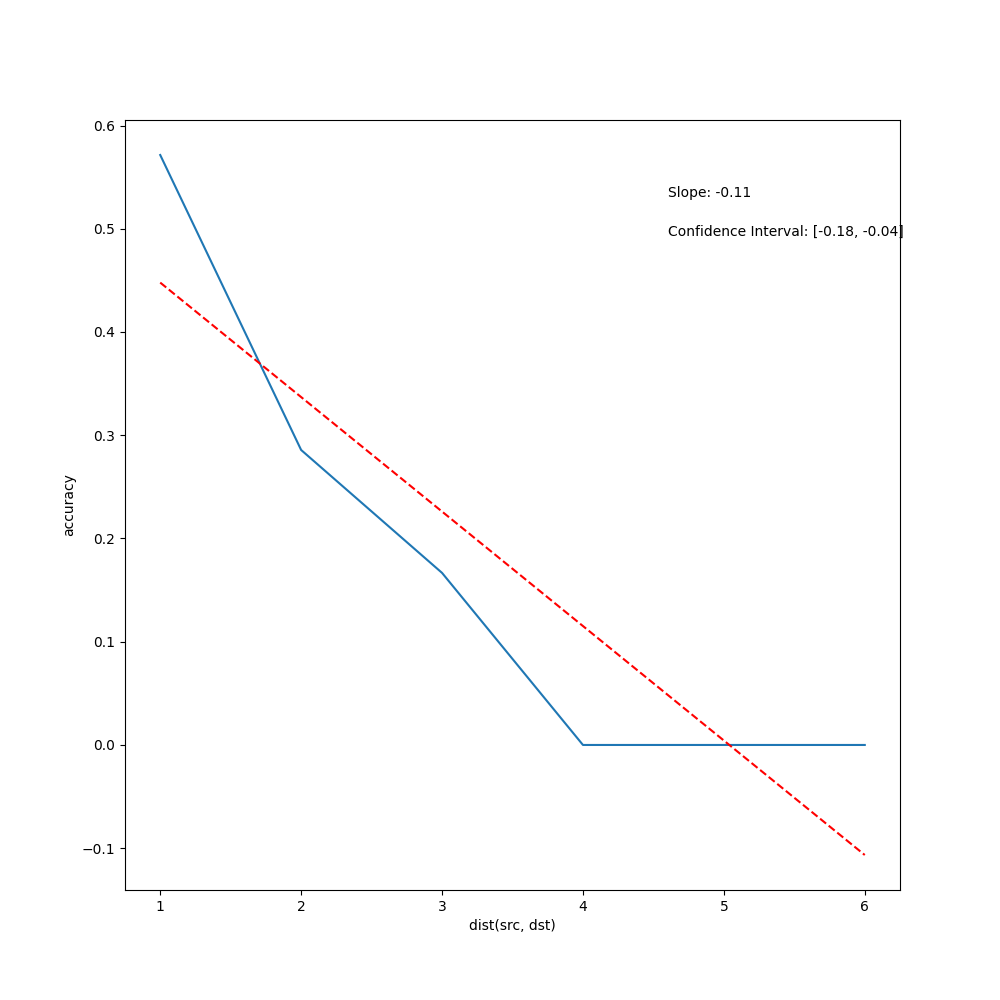 0.6
0.5
0.4
0.3
0.2
0.1
0.0
−0.1
accuracy
Slope: -0.11
Confidence Interval: [-0.18, -0.04]
1 2 3 4 5 6
dist(src, dst)